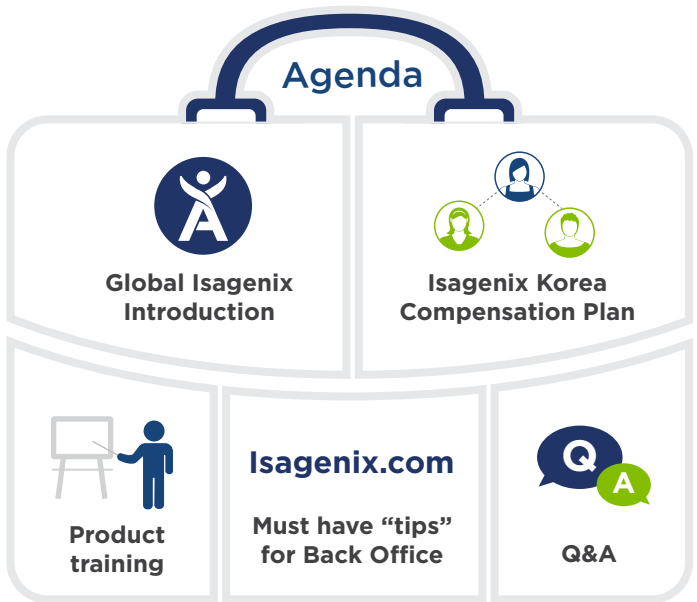 Agenda
Global Isagenix
Introduction
Isagenix Korea
Compensation Plan
Product
training
Isagenix.com
Must have “tips”
for Back Office
Q
A
Q&A